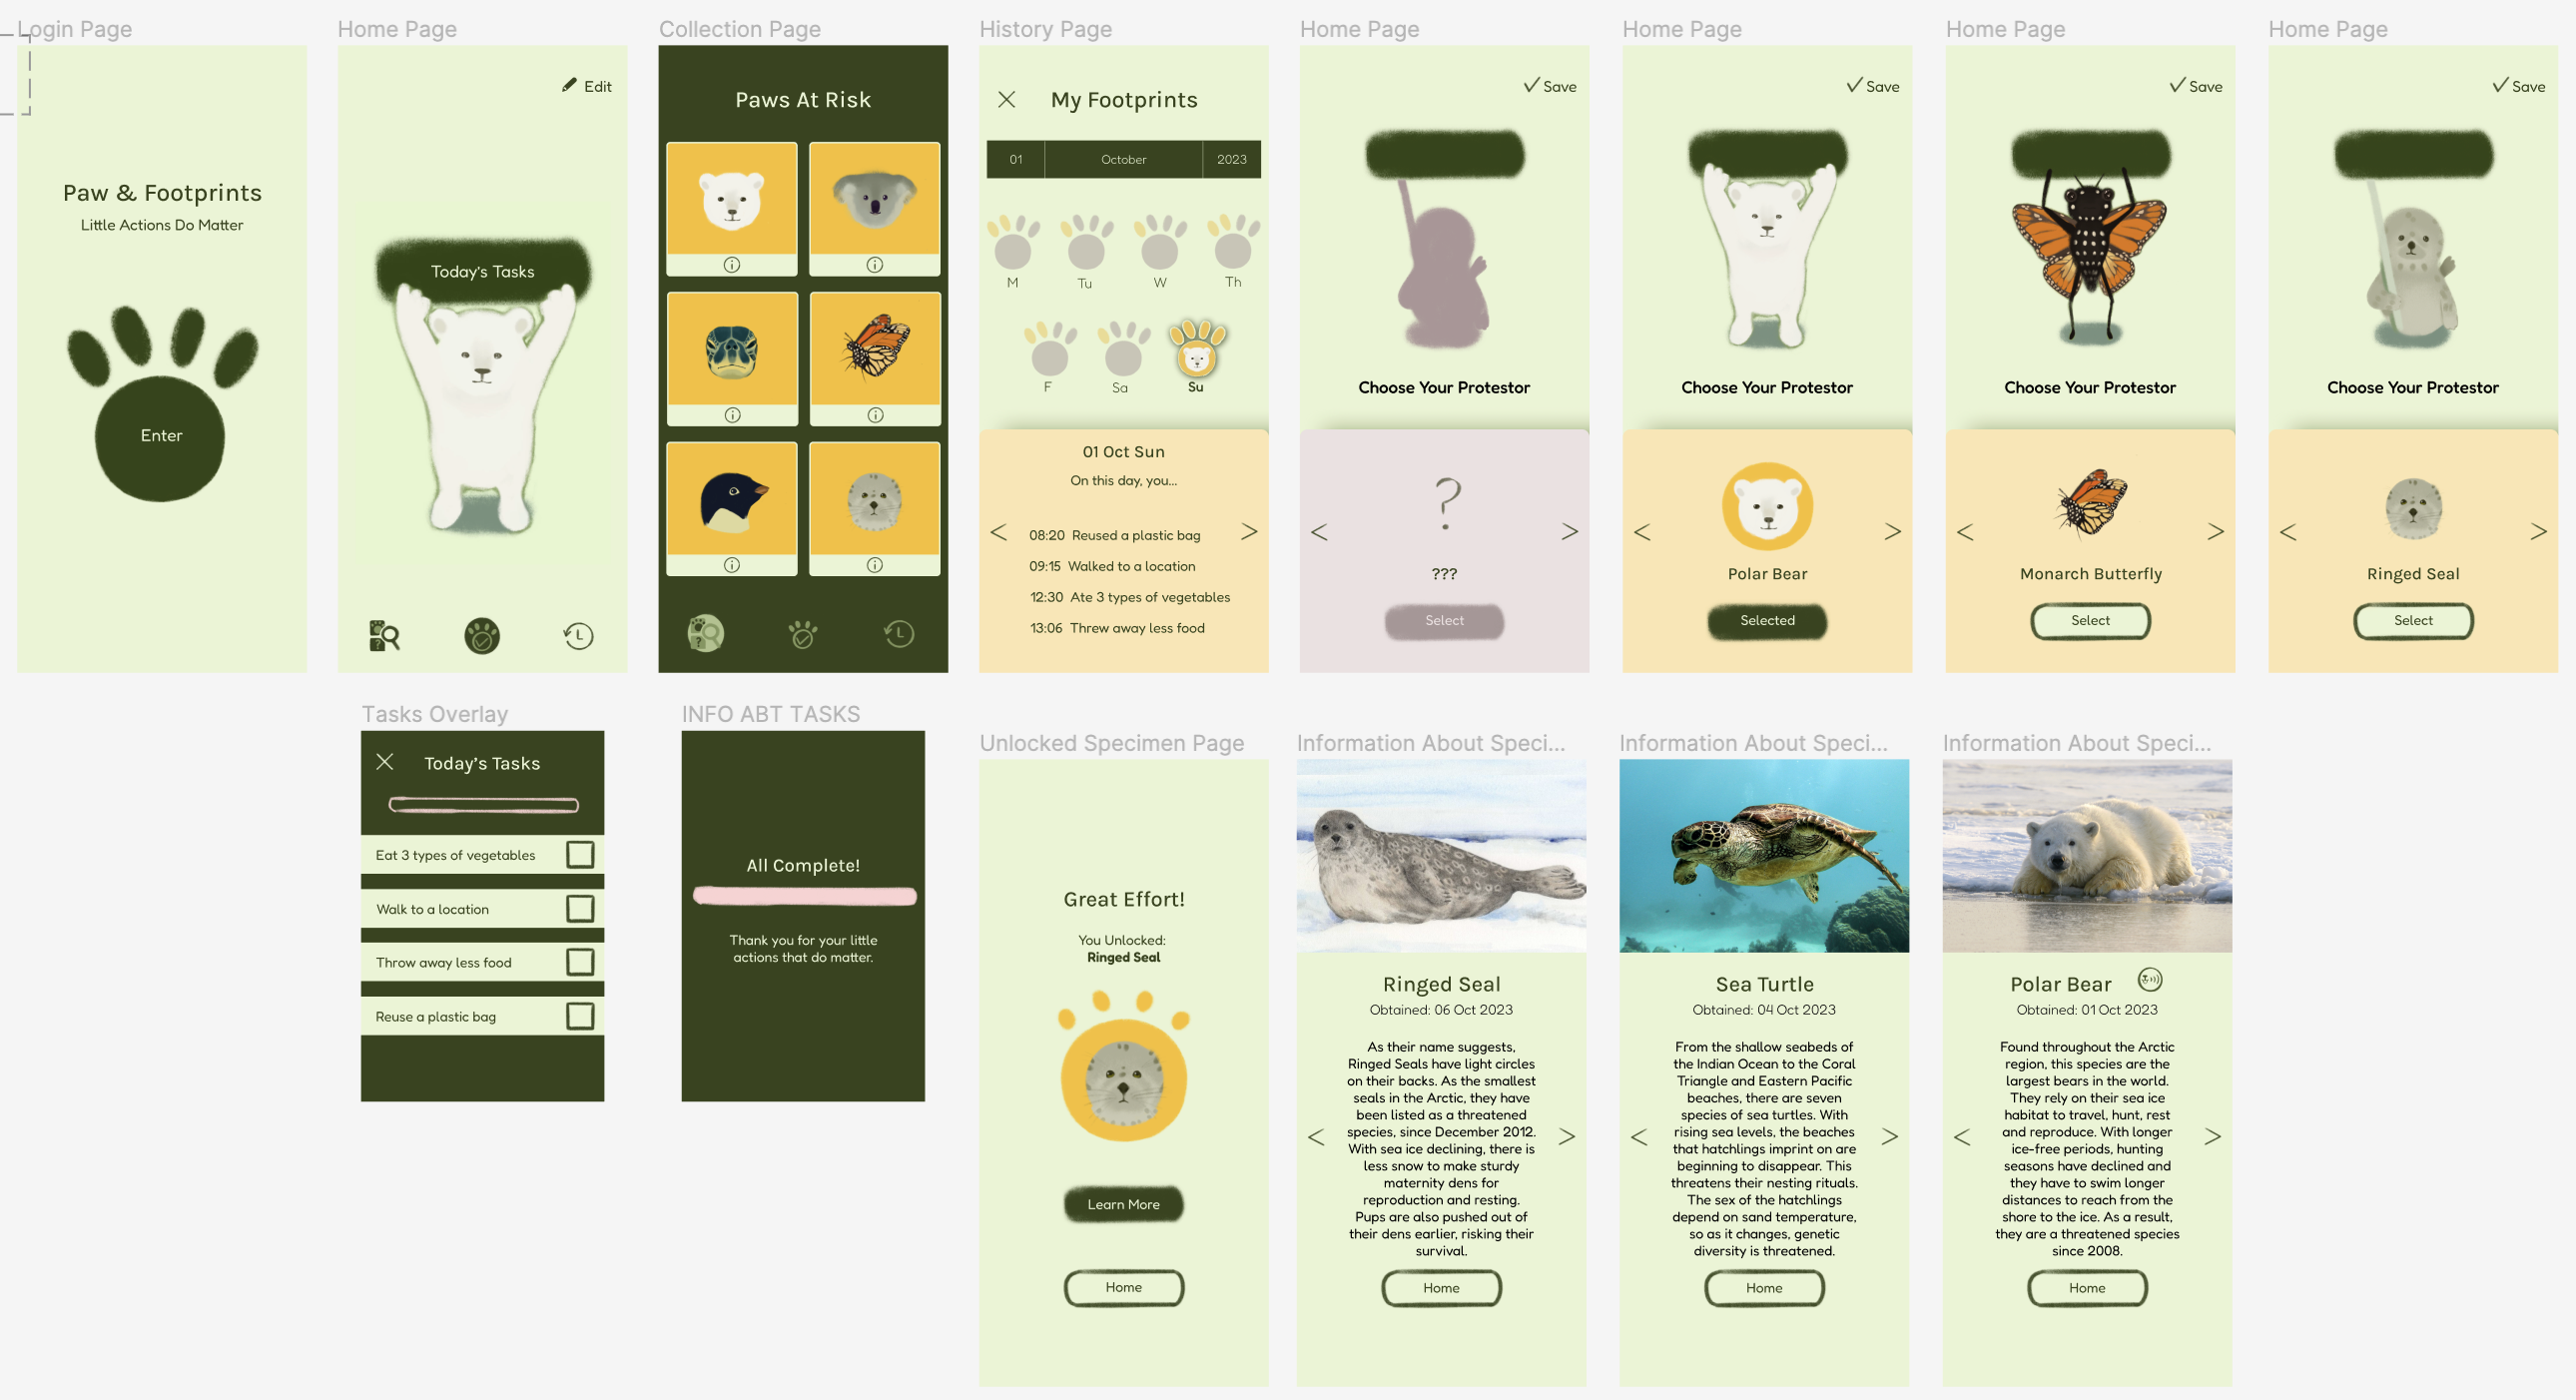 Login Page
Paw & Footprints
Little Actions Do Matter
Enter
Home Page
Edit
Today's Tasks
Collection Page
Paws At Risk
History Page
My Footprints
01 October 2023
M Tu W Th
F Sa Su
01 Oct Sun
On this day, you...
08:20 Reused a plastic bag
09:15 Walked to a location
12:30 Ate 3 types of vegetables
13:06 Threw away less food
Home Page
Save
Choose Your Protestor
?
???
Select
Home Page
Save
Choose Your Protestor
Polar Bear
Selected
Home Page
Save
Choose Your Protestor
Monarch Butterfly
Select
Home Page
Save
Choose Your Protestor
Ringed Seal
Select
Tasks Overlay
Today's Tasks
Eat 3 types of vegetables
Walk to a location
Throw away less food
Reuse a plastic bag
INFO ABT TASKS
All Complete!
Thank you for your little
actions that do matter.
Unlocked Specimen Page
Great Effort!
You Unlocked:
Ringed Seal
Learn More
Home
Information About Speci...
Ringed Seal
Obtained: 06 Oct 2023
As their name suggests,
Ringed Seals have light circles
on their backs. As the smallest
seals in the Arctic, they have
been listed as a threatened
species, since December 2012.
With sea ice declining, there is
less snow to make sturdy
maternity dens for
reproduction and resting.
Pups are also pushed out of
their dens earlier, risking their
survival.
Home
Information About Speci...
Sea Turtle
Obtained: 04 Oct 2023
From the shallow seabeds of
the Indian Ocean to the Coral
Triangle and Eastern Pacific
beaches, there are seven
species of sea turtles. With
rising sea levels, the beaches
that hatchlings imprint on are
beginning to disappear. This
threatens their nesting rituals.
The sex of the hatchlings
depend on sand temperature,
so as it changes, genetic
diversity is threatened.
Home
Information About Speci...
Polar Bear
Obtained: 01 Oct 2023
Found throughout the Arctic
region, this species are the
largest bears in the world.
They rely on their sea ice
habitat to travel, hunt, rest
and reproduce. With longer
ice-free periods, hunting
seasons have declined and
they have to swim longer
distances to reach from the
shore to the ice. As a result,
they are a threatened species
since 2008.
Home